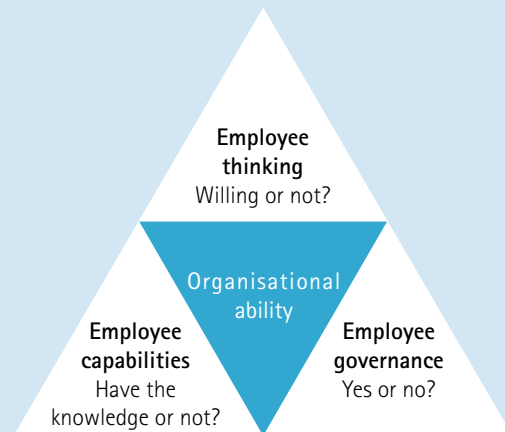 Employee
thinking
Willing or not?
Organisational
ability
Employee
capabilities
Have the
knowledge or not?
Employee
governance
Yes or no?